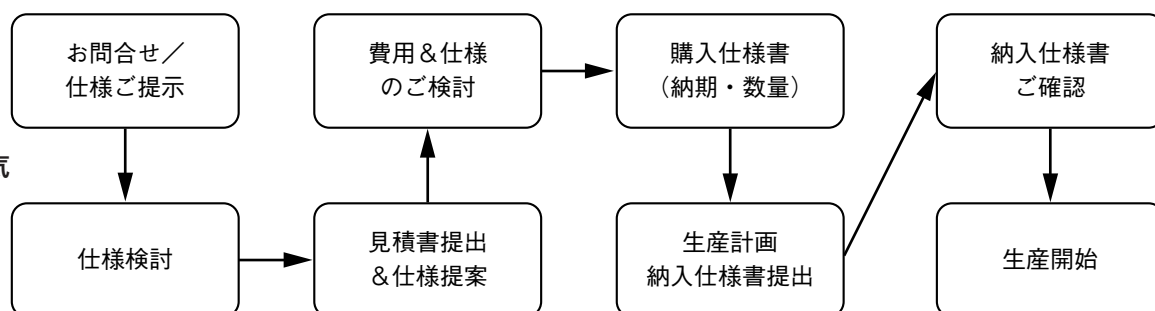 お問合せ／
仕様ご提示
費用＆仕様
のご検討
購入仕様書
（納期・数量）
納入仕様書
ご確認
気
仕様検討
見積書提出
＆仕様提案
生産計画
納入仕様書提出
生産開始